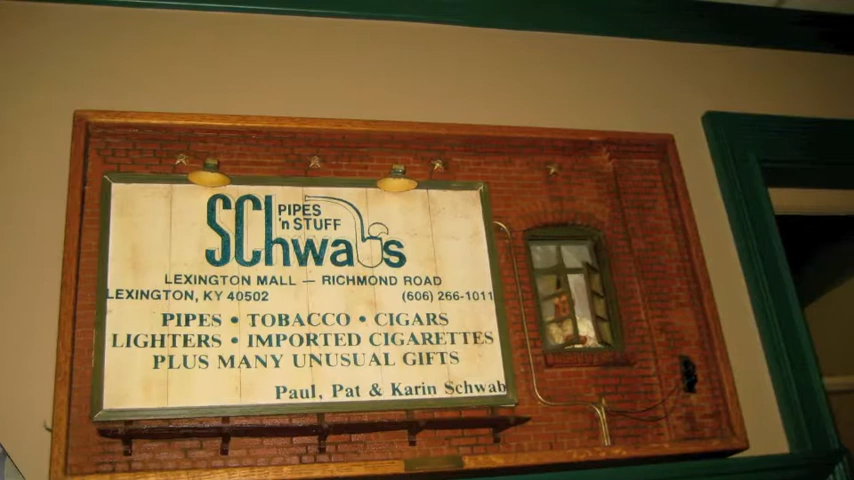 PIPES
'n STUFF
Schwab's
LEXINGTON MALL — RICHMOND ROAD
LEXINGTON, KY 40502 (606) 266-1011
PIPES • TOBACCO • CIGARS
LIGHTERS • IMPORTED CIGARETTES
PLUS MANY UNUSUAL GIFTS
Paul, Pat & Karin Schwab